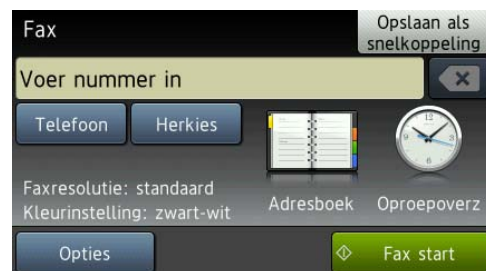 Fax
Opslaan als
snelkoppeling
Voer nummer in
Telefoon
Herkies
Faxresolutie: standaard
Kleurinstelling: zwart-wit
Adresboek
Oproepoverz
Opties
Fax start